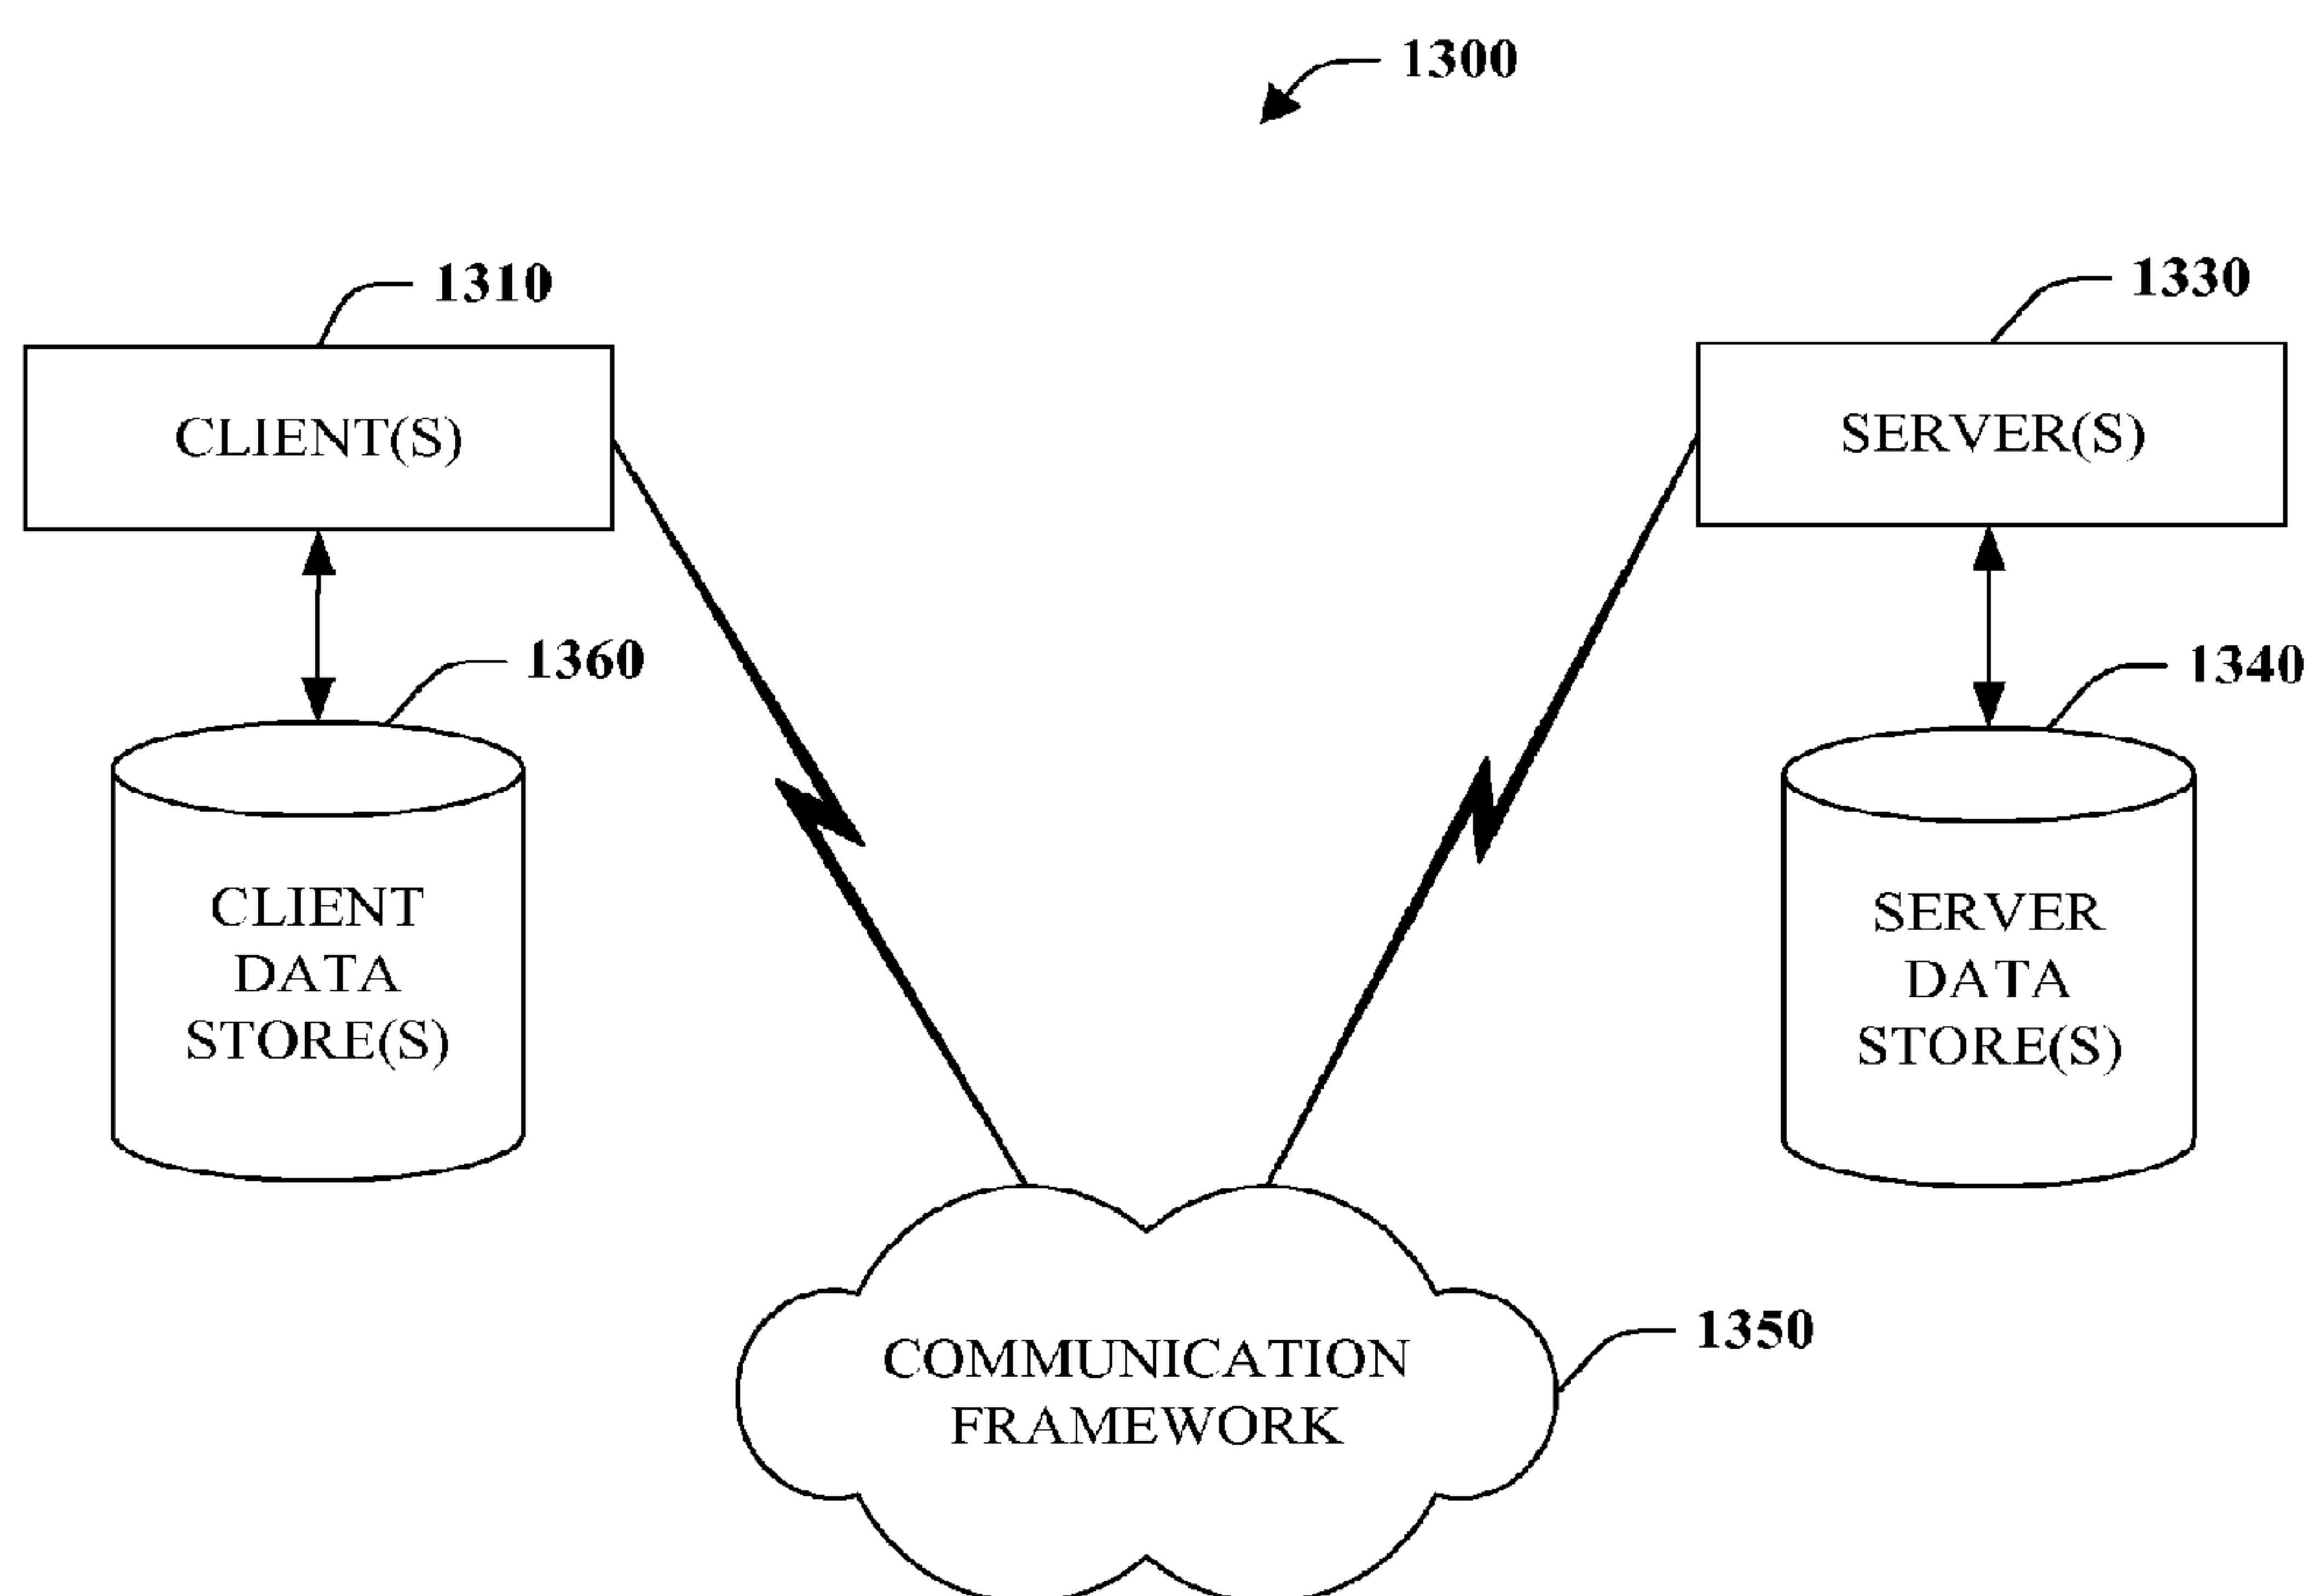 1300
1310
1330
CLIENT(S)
SERVER(S)
1360
1340
CLIENT
DATA
STORE(S)
SERVER
DATA
STORE(S)
1350
COMMUNICATION
FRAMEWORK